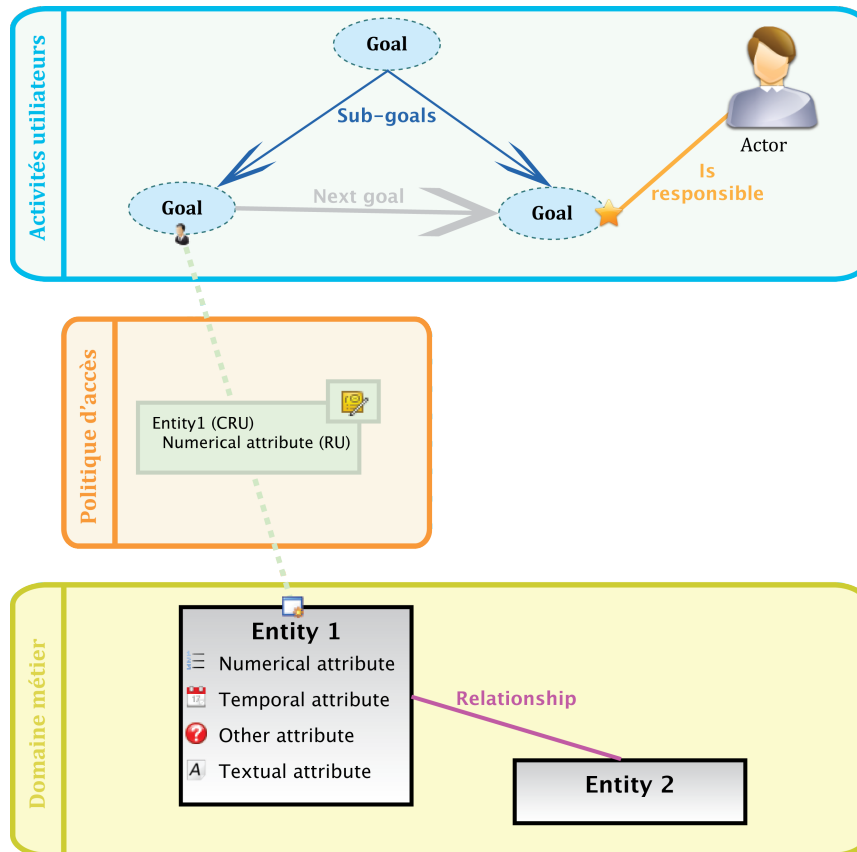 Activités utiliateurs
Goal
Sub-goals
Actor
Is
responsible
Next goal
Goal
Goal
Politique d'accès
Entity1 (CRU)
Numerical attribute (RU)
Domaine métier
Entity 1
Numerical attribute
Temporal attribute
Other attribute
Textual attribute
Relationship
Entity 2